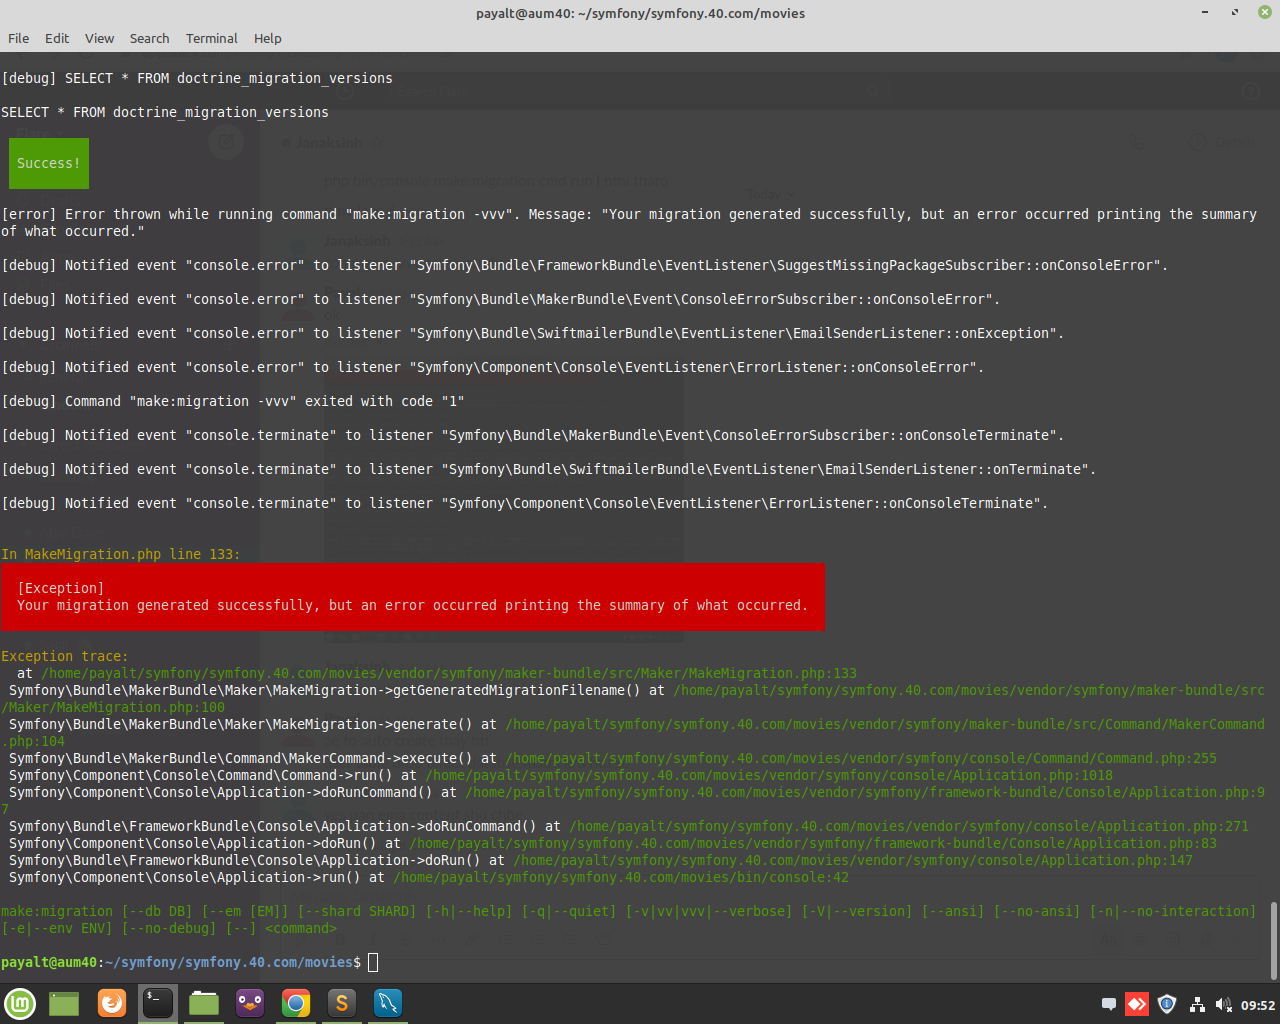 payalt@aum40: ~/symfony/symfony.40.com/movies
File Edit View Search Terminal Help
[debug] SELECT * FROM doctrine_migration_versions
SELECT * FROM doctrine_migration_versions
Success!
[error] Error thrown while running command "make:migration -vvv". Message: "Your migration generated successfully, but an error occurred printing the summary
of what occurred."
[debug] Notified event "console.error" to listener "Symfony\Bundle\FrameworkBundle\EventListener\SuggestMissingPackageSubscriber::onConsoleError".
[debug] Notified event "console.error" to listener "Symfony\Bundle\MakerBundle\Event\ConsoleErrorSubscriber::onConsoleError".
[debug] Notified event "console.error" to listener "Symfony\Bundle\SwiftmailerBundle\EventListener\EmailSenderListener::onException".
[debug] Notified event "console.error" to listener "Symfony\Component\Console\EventListener\ErrorListener::onConsoleError".
[debug] Command "make:migration -vvv" exited with code "1"
[debug] Notified event "console.terminate" to listener "Symfony\Bundle\MakerBundle\Event\ConsoleErrorSubscriber::onConsoleTerminate".
[debug] Notified event "console.terminate" to listener "Symfony\Bundle\SwiftmailerBundle\EventListener\EmailSenderListener::onTerminate".
[debug] Notified event "console.terminate" to listener "Symfony\Component\Console\EventListener\ErrorListener::onConsoleTerminate".
In MakeMigration.php line 133:
[Exception]
Your migration generated successfully, but an error occurred printing the summary of what occurred.
Exception trace:
at /home/payalt/symfony/symfony.40.com/movies/vendor/symfony/maker-bundle/src/Maker/MakeMigration.php:133
Symfony\Bundle\MakerBundle\Maker\MakeMigration->getGeneratedMigrationFilename() at /home/payalt/symfony/symfony.40.com/movies/vendor/symfony/maker-bundle/src
/Maker/MakeMigration.php:100
Symfony\Bundle\MakerBundle\Maker\MakeMigration->generate() at /home/payalt/symfony/symfony.40.com/movies/vendor/symfony/maker-bundle/src/Command/MakerCommand
.php:104
Symfony\Bundle\MakerBundle\Command\MakerCommand->execute() at /home/payalt/symfony/symfony.40.com/movies/vendor/symfony/console/Command/Command.php:255
Symfony\Component\Console\Command\Command->run() at /home/payalt/symfony/symfony.40.com/movies/vendor/symfony/console/Application.php:1018
Symfony\Component\Console\Application->doRunCommand() at /home/payalt/symfony/symfony.40.com/movies/vendor/symfony/framework-bundle/Console/Application.php:9
7
Symfony\Bundle\FrameworkBundle\Console\Application->doRunCommand() at /home/payalt/symfony/symfony.40.com/movies/vendor/symfony/console/Application.php:271
Symfony\Component\Console\Application->doRun() at /home/payalt/symfony/symfony.40.com/movies/vendor/symfony/framework-bundle/Console/Application.php:83
Symfony\Bundle\FrameworkBundle\Console\Application->doRun() at /home/payalt/symfony/symfony.40.com/movies/vendor/symfony/console/Application.php:147
Symfony\Component\Console\Application->run() at /home/payalt/symfony/symfony.40.com/movies/bin/console:42
make:migration [--db DB] [--em [EM]] [--shard SHARD] [-h|--help] [-q|--quiet] [-v|vv|vvv|--verbose] [-V|--version] [--ansi] [--no-ansi] [-n|--no-interaction]
[-e|--env ENV] [--no-debug] [--] <command>
payalt@aum40:~/symfony/symfony.40.com/movies$
09:52